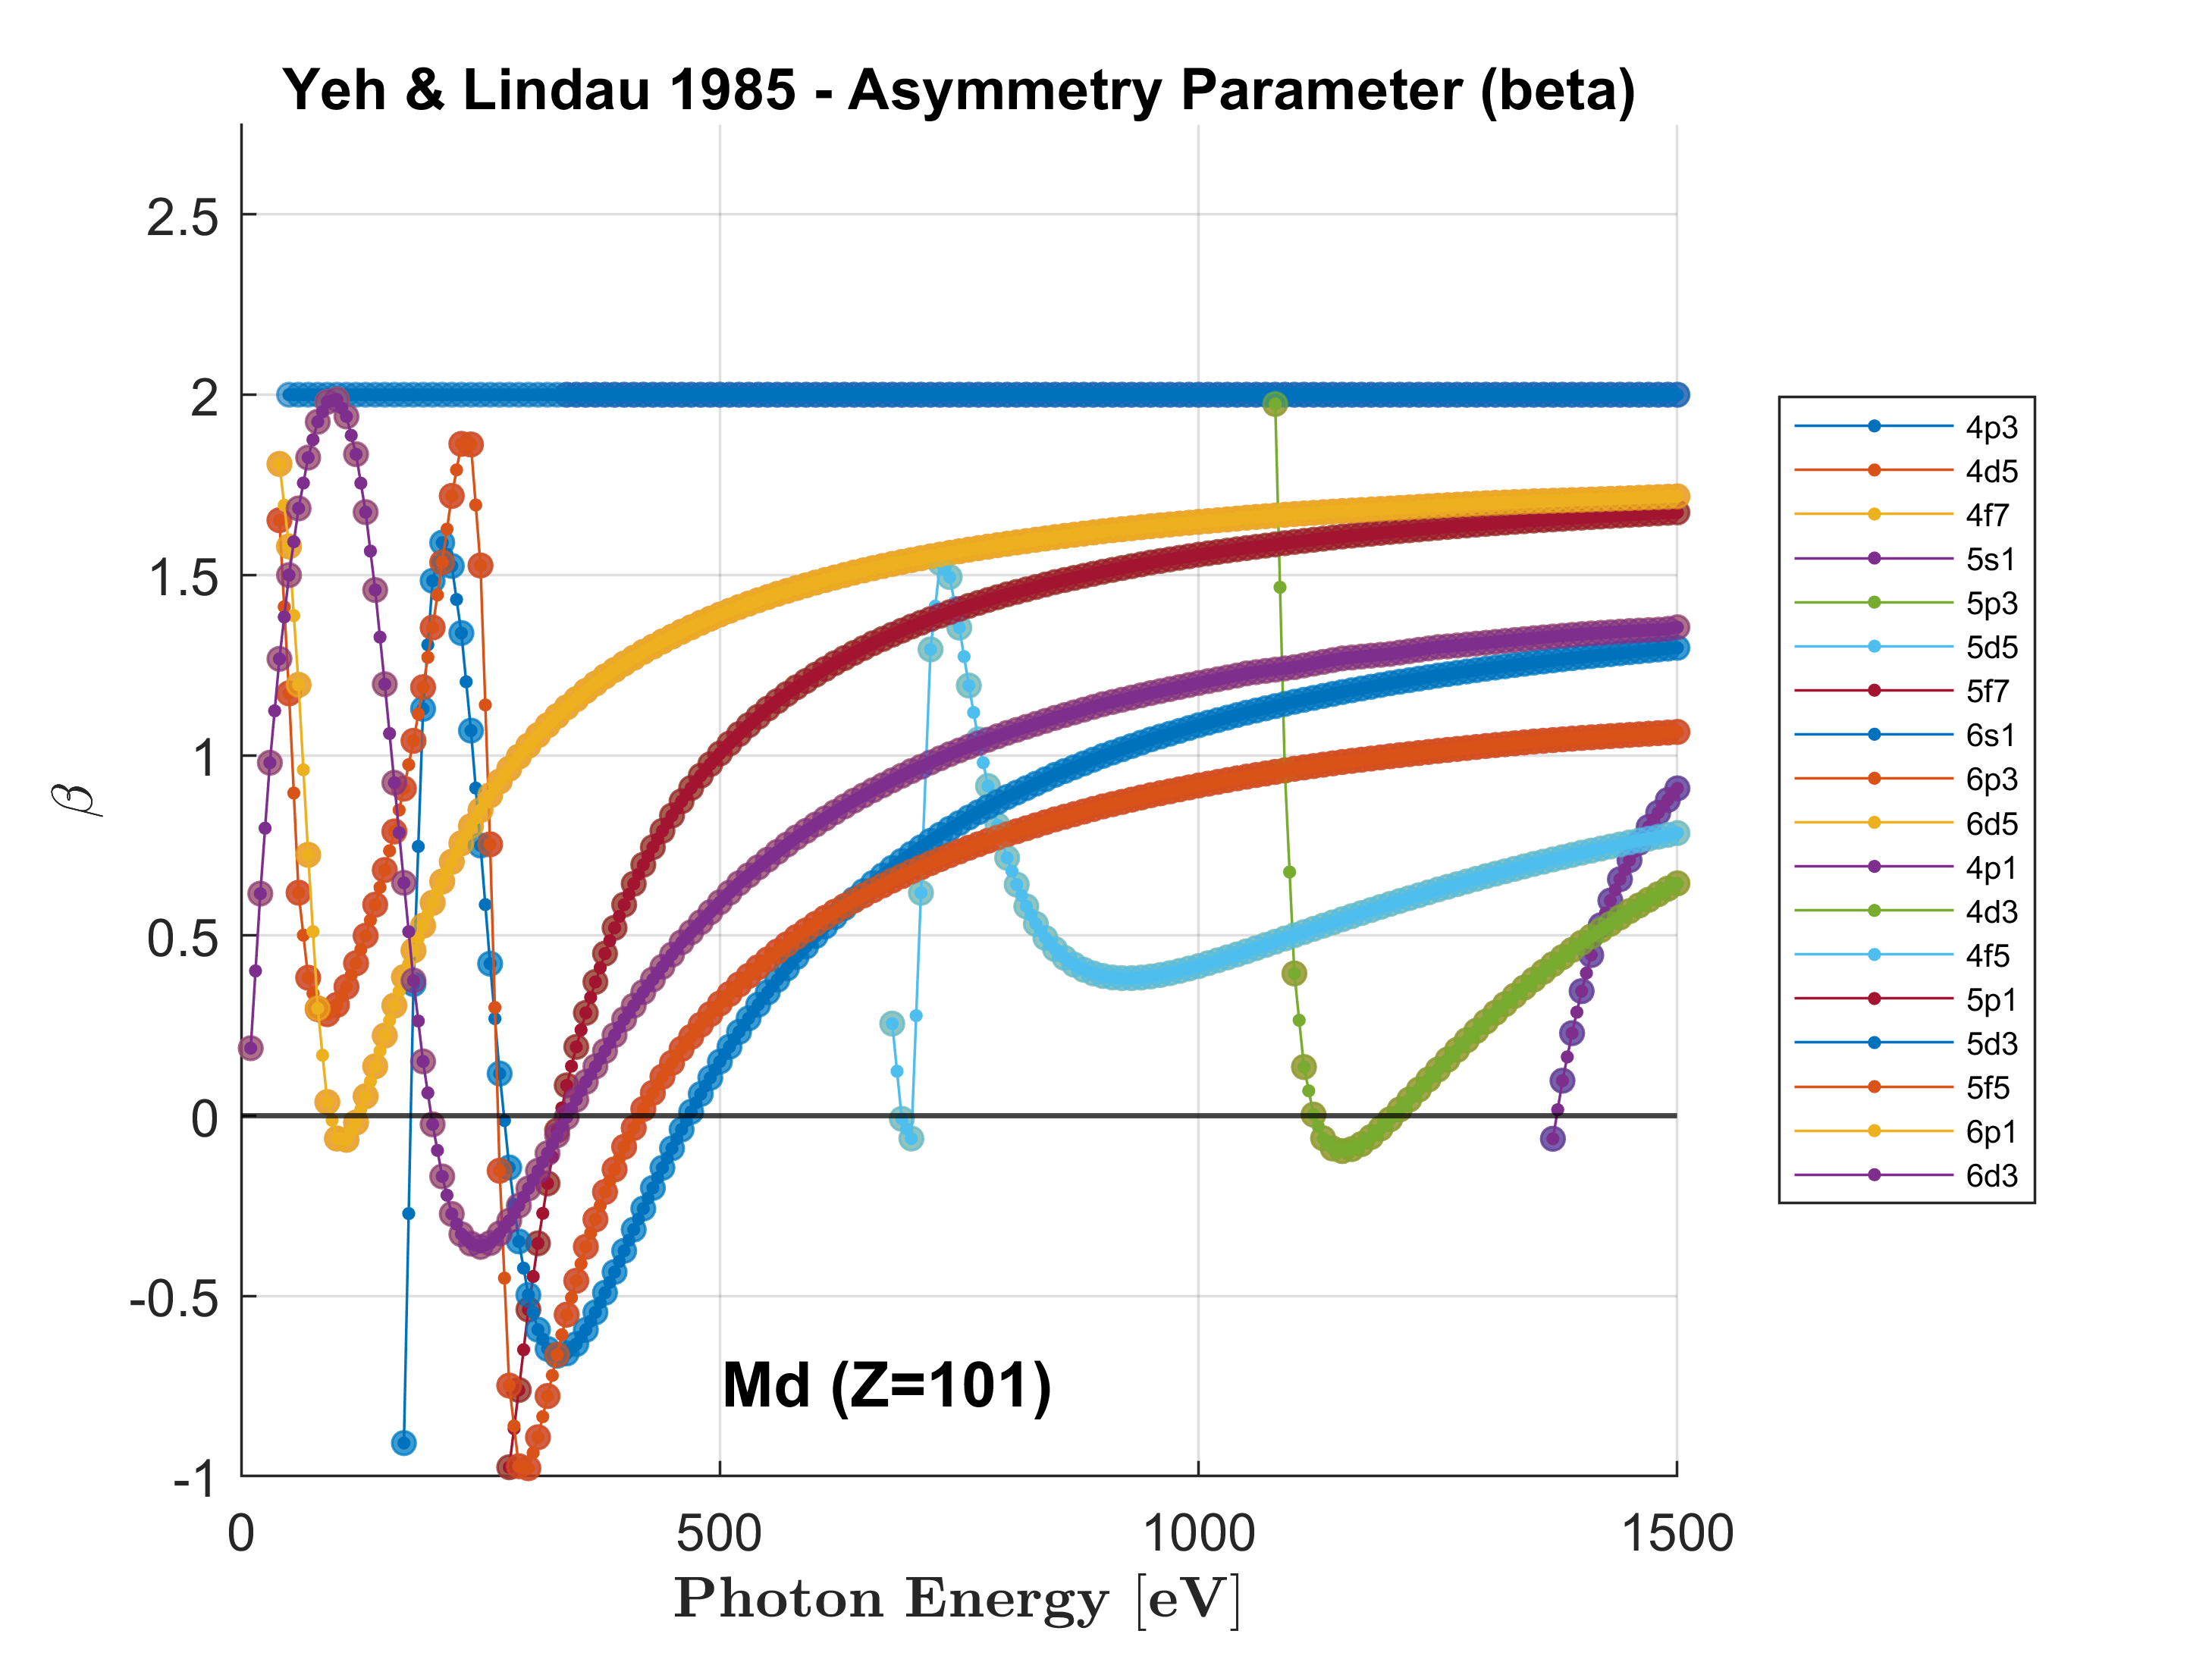 Yeh & Lindau 1985 - Asymmetry Parameter (beta)
2.5
2
1.5
1
0.5
0
-0.5
-1
β
0 500 1000 1500
Photon Energy [eV]
Md (Z=101)
4p3
4d5
4f7
5s1
5p3
5d5
5f7
6s1
6p3
6d5
4p1
4d3
4f5
5p1
5d3
5f5
6p1
6d3